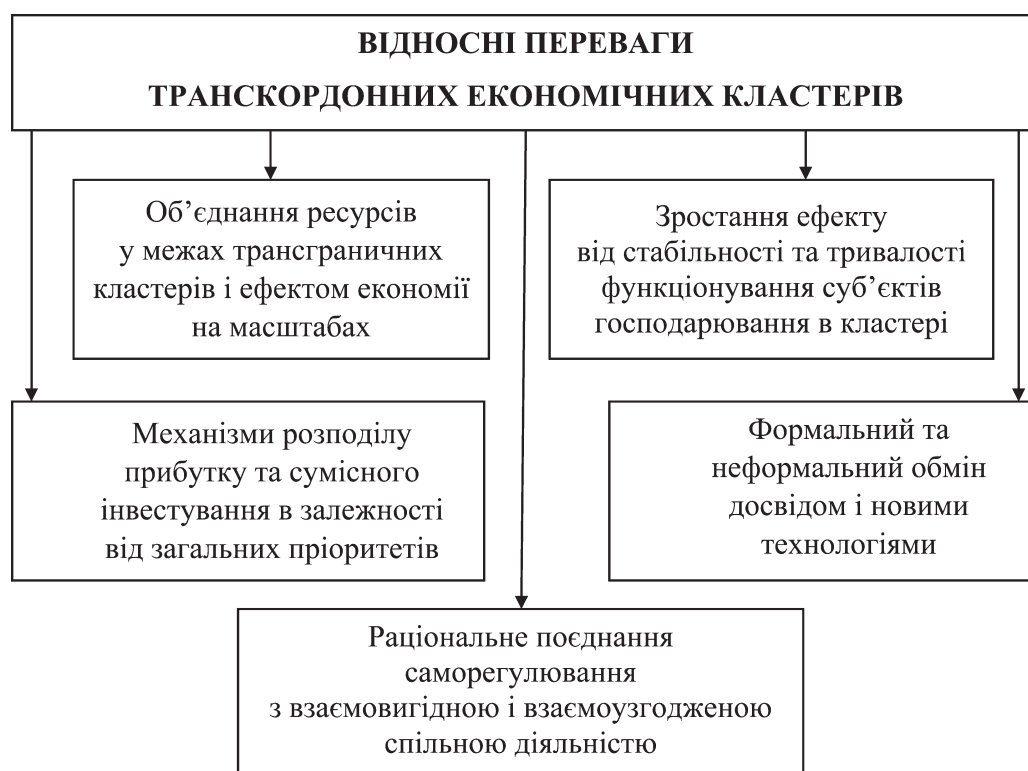 ВІДНОСНІ ПЕРЕВАГИ
ТРАНСКОРДОННИХ ЕКОНОМІЧНИХ КЛАСТЕРІВ
Об’єднання ресурсів
у межах трансграничних
кластерів і ефектом економії
на масштабах
Зростання ефекту
від стабільності та тривалості
функціонування суб’єктів
господарювання в кластері
Механізми розподілу
прибутку та сумісного
інвестування в залежності
від загальних пріоритетів
Формальний та
неформальний обмін
досвідом і новими
технологіями
Раціональне поєднання
саморегулювання
з взаємовигідною і взаємоузгодженою
спільною діяльністю